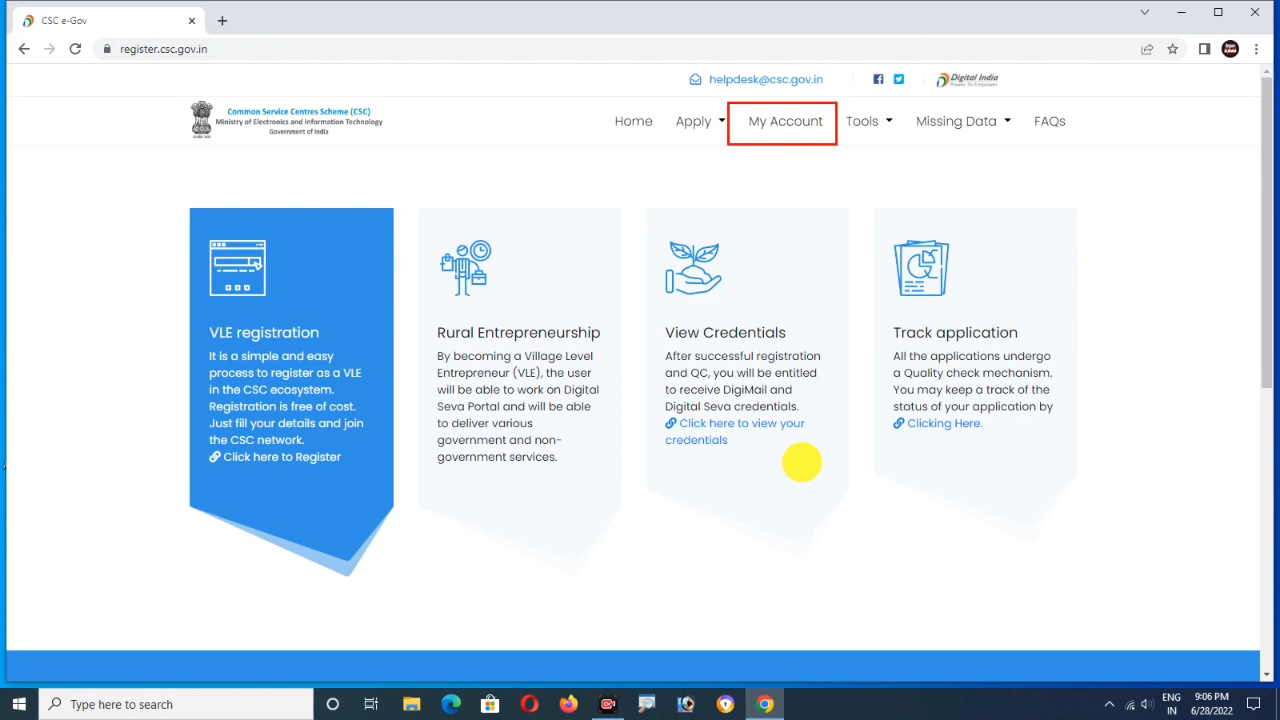 CSC e-Gov
register.csc.gov.in
helpdesk@csc.gov.in
Digital India
Power To Empower
Common Service Centres Scheme (CSC)
Ministry of Electronics and Information Technology
Government of India
Home Apply My Account Tools Missing Data FAQs
VLE registration
It is a simple and easy
process to register as a VLE
in the CSC ecosystem.
Registration is free of cost.
Just fill your details and join
the CSC network.
Click here to Register
Rural Entrepreneurship
By becoming a Village Level
Entrepreneur (VLE), the user
will be able to work on Digital
Seva Portal and will be able
to deliver various
government and non-
government services.
View Credentials
After successful registration
and QC, you will be entitled
to receive DigiMail and
Digital Seva credentials.
Click here to view your
credentials
Track application
All the applications undergo
a Quality check mechanism.
You may keep a track of the
status of your application by
Clicking Here.
Type here to search
ENG
IN
9:06 PM
6/28/2022